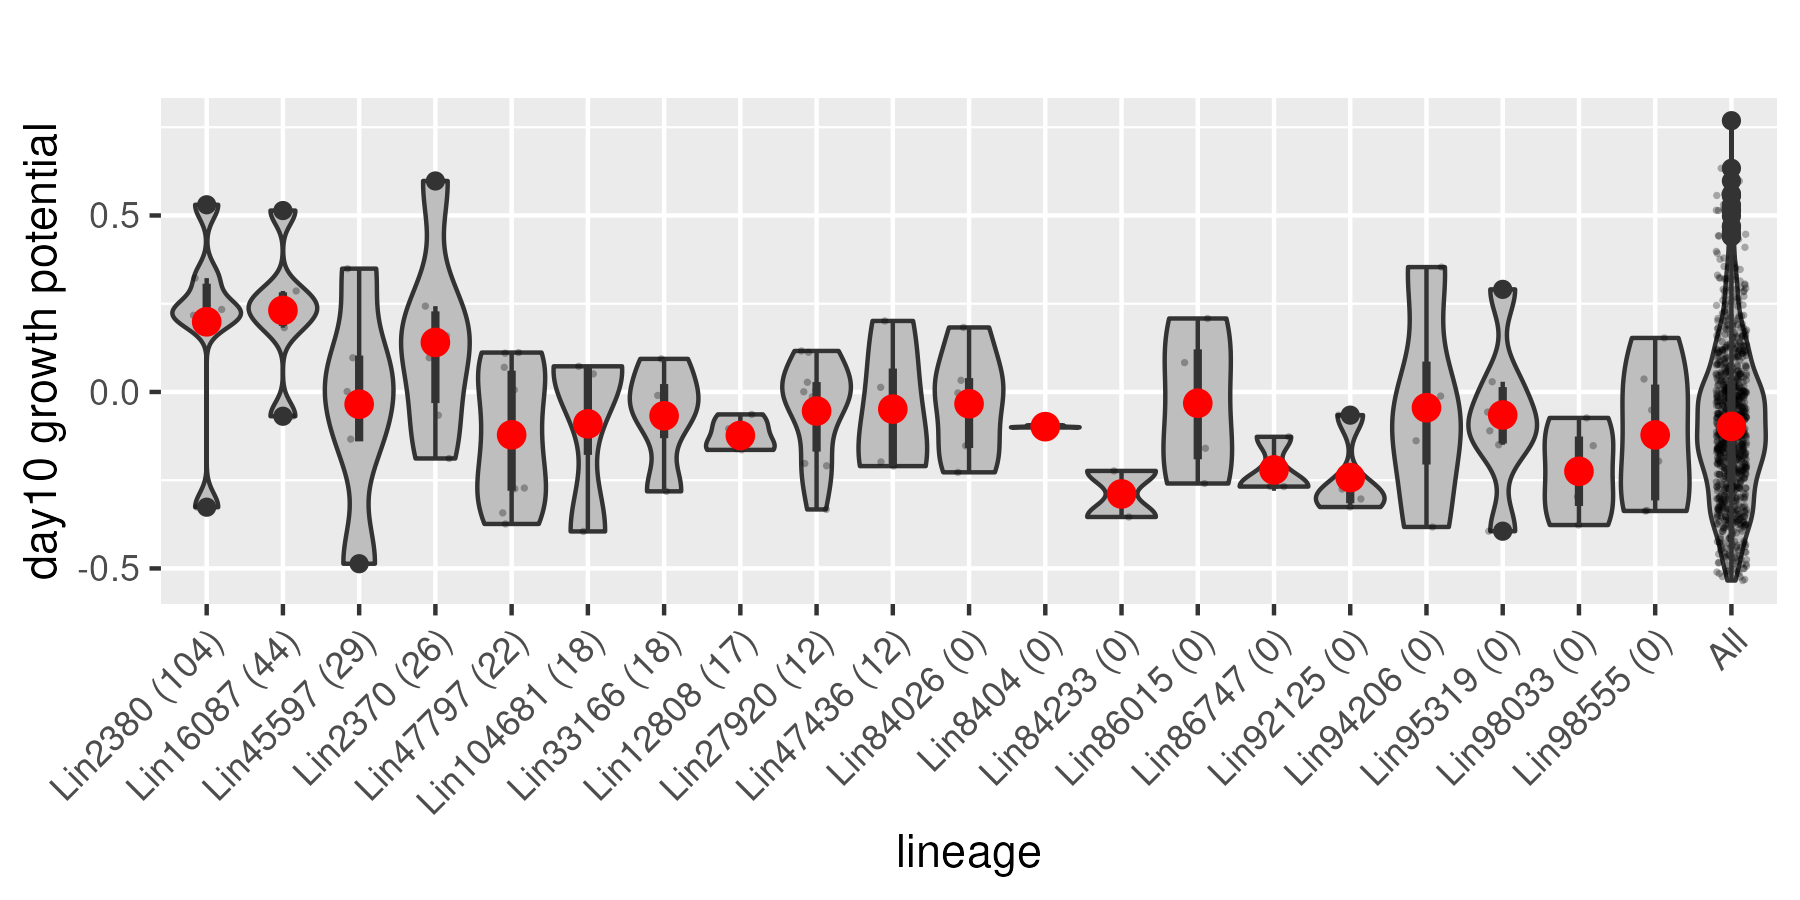 day10 growth potential
0.5
0.0
-0.5
Lin2380 (104)
Lin16087 (44)
Lin45597 (29)
Lin2370 (26)
Lin47797 (22)
Lin104681 (18)
Lin33166 (18)
Lin12808 (17)
Lin27920 (12)
Lin47436 (12)
Lin84026 (0)
Lin8404 (0)
Lin84233 (0)
Lin86015 (0)
Lin86747 (0)
Lin92125 (0)
Lin94206 (0)
Lin95319 (0)
Lin98033 (0)
Lin98555 (0)
All
lineage